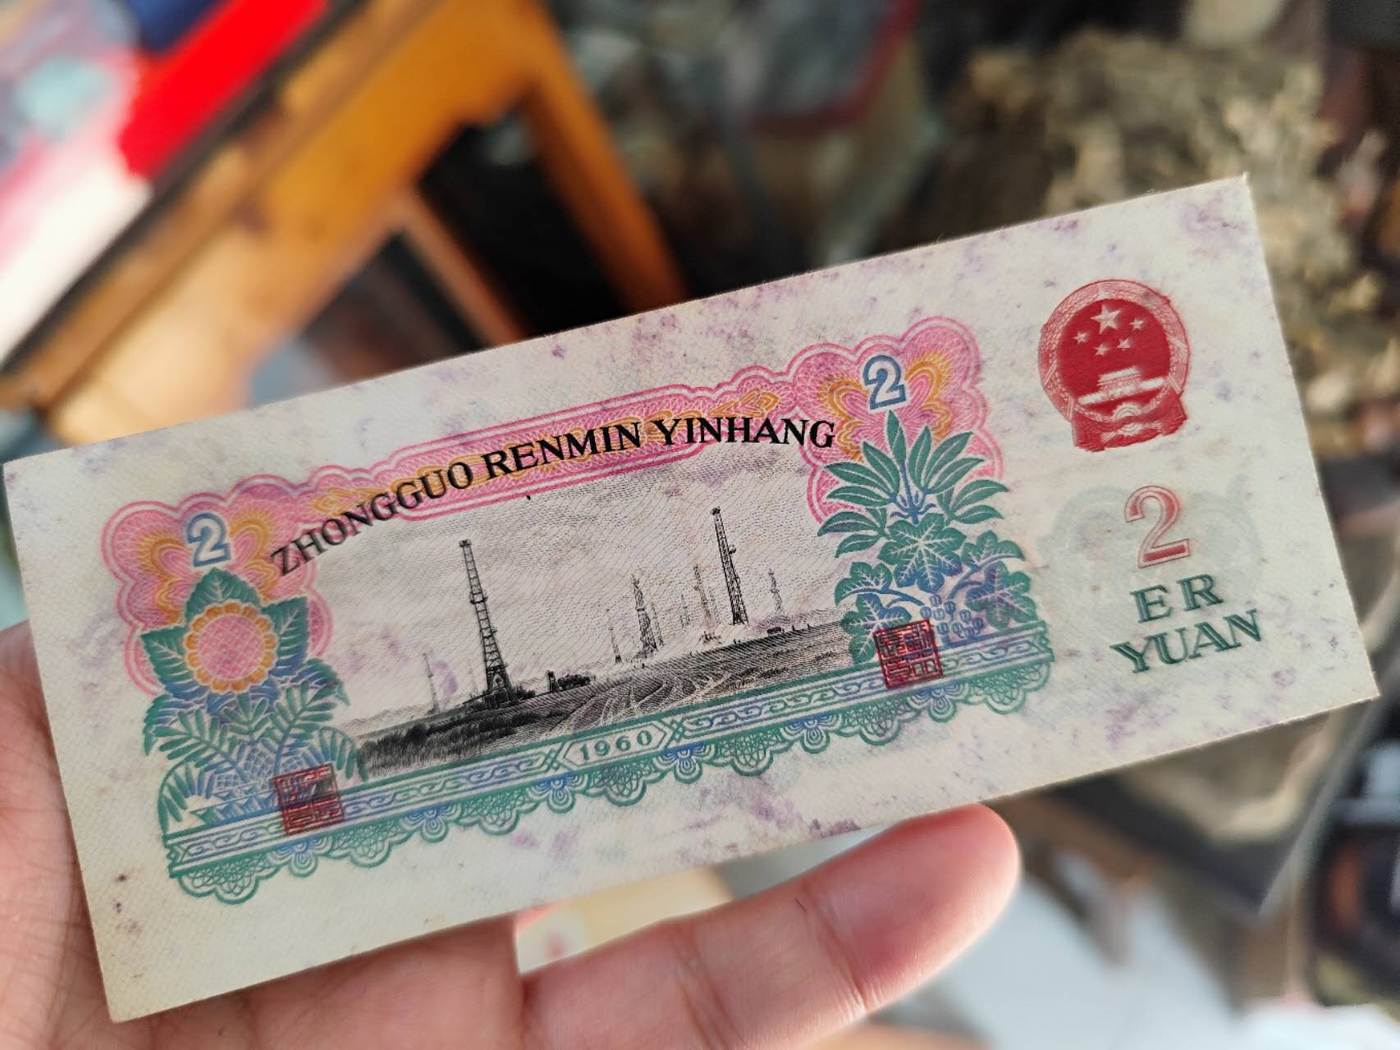 2
ZHONGGUO RENMIN YINHANG
2
1960
2
ER
YUAN